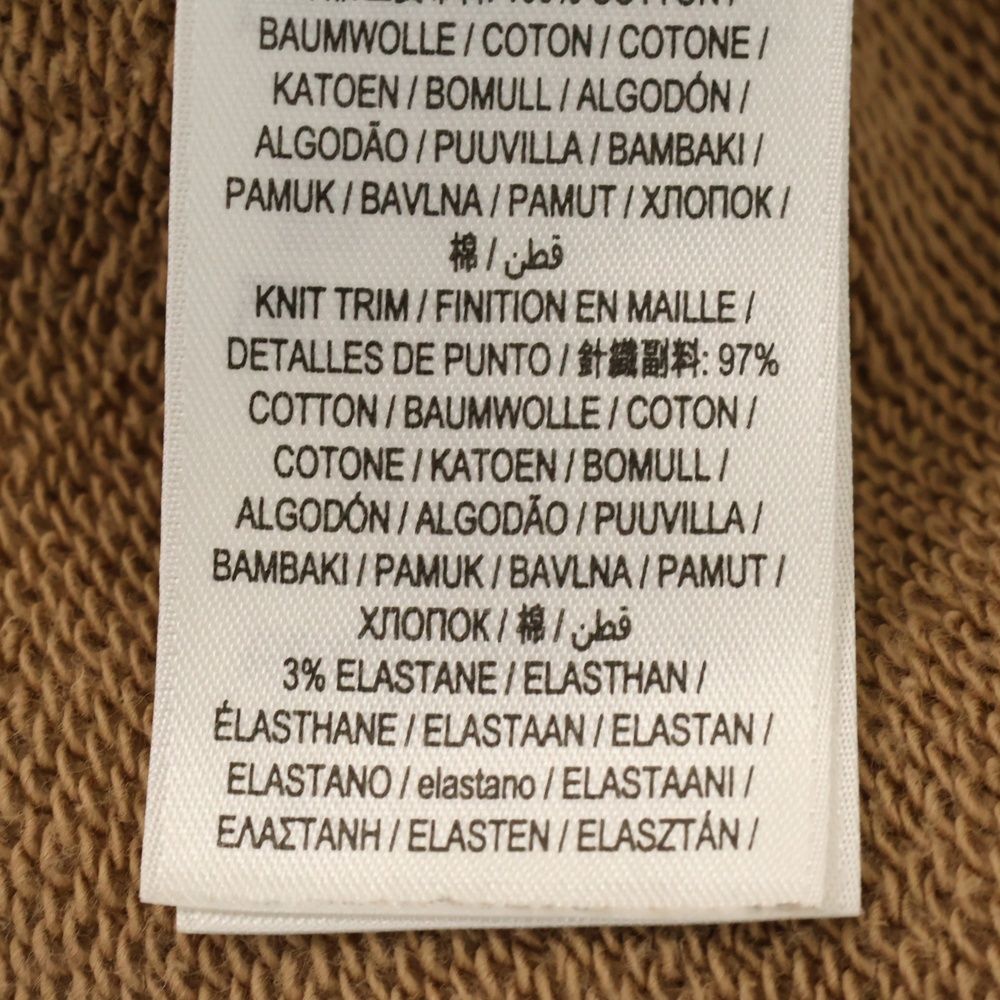 100% COTTON /
BAUMWOLLE / COTON / COTONE /
KATOEN / BOMULL / ALGODÓN /
ALGODÃO / PUUVILLA / BAMBAKI /
PAMUK / BAVLNA / PAMUT / ХЛОПОК /
棉 / قطن
KNIT TRIM / FINITION EN MAILLE /
DETALLES DE PUNTO / 針織副料: 97%
COTTON / BAUMWOLLE / COTON /
COTONE / KATOEN / BOMULL /
ALGODÓN / ALGODÃO / PUUVILLA /
BAMBAKI / PAMUK / BAVLNA / PAMUT /
ХЛОПОК / 棉 / قطن
3% ELASTANE / ELASTHAN /
ÉLASTHANE / ELASTAAN / ELASTAN /
ELASTANO / elastano / ELASTAANI /
ΕΛΑΣΤΑΝΗ / ELASTEN / ELASZTÁN /